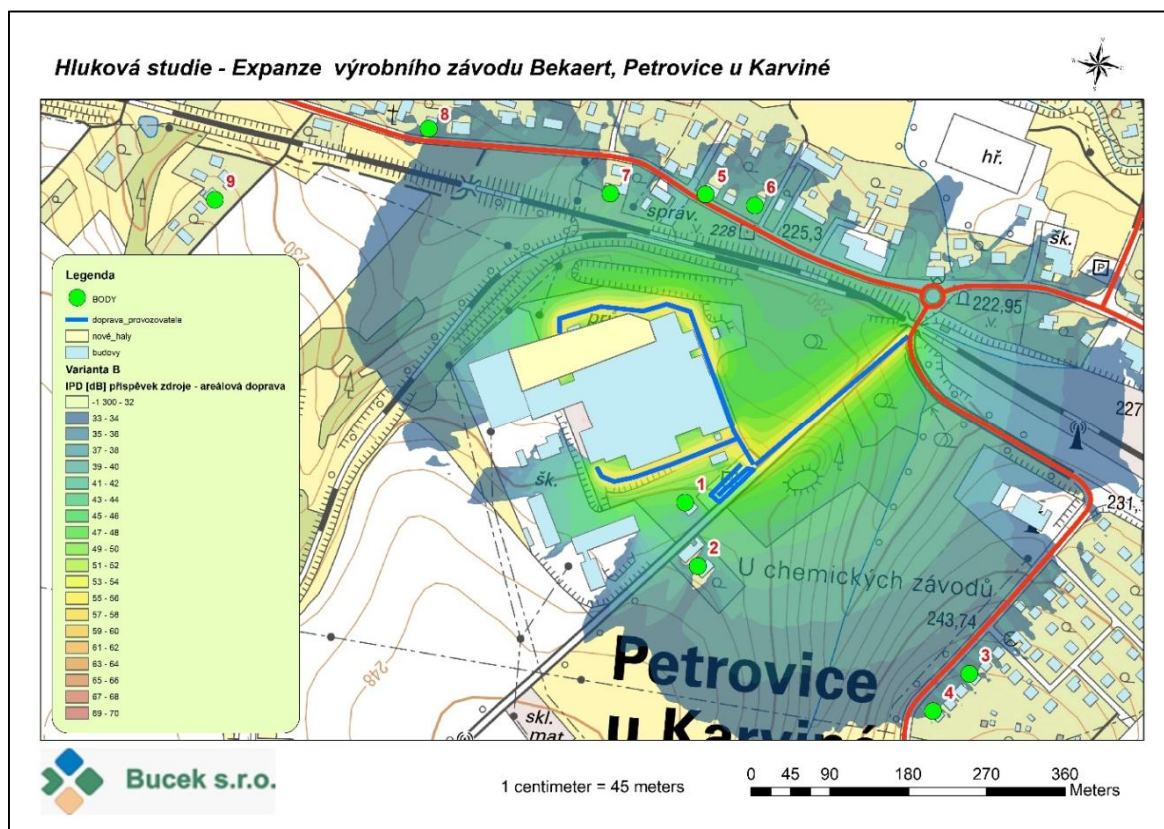 Hluková studie - Expanze výrobního závodu Bekaert, Petrovice u Karviné
8
9
7
5
6
hř.
správ.
228
225,3
šk.
P
230
230
222,95
227
231,
1
2
šk.
U chemických závodů
243,74
248
3
4
Petrovice
u Karviné
skl.
mat.
Legenda
BODY
doprava_provozovatele
nové_haly
budovy
Varianta B
IPD [dB] příspěvek zdroje - areálová doprava
-1 300 - 32
33 - 34
35 - 36
37 - 38
39 - 40
41 - 42
43 - 44
45 - 46
47 - 48
49 - 50
51 - 52
53 - 54
55 - 56
57 - 58
59 - 60
61 - 62
63 - 64
65 - 66
67 - 68
69 - 70
Bucek s.r.o.
1 centimeter = 45 meters
0 45 90 180 270 360
Meters